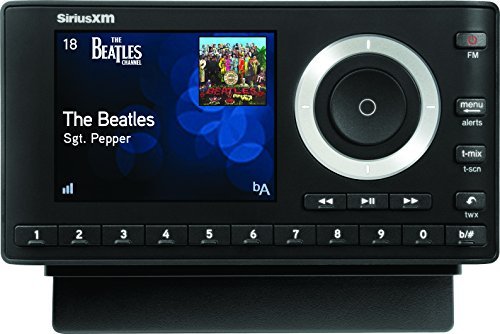 SiriusXM
18
THE
BEATLES
CHANNEL
The Beatles
Sgt. Pepper
bA
FM
menu
alerts
t-mix
t-scn
twx
1 2 3 4 5 6 7 8 9 0 b/#